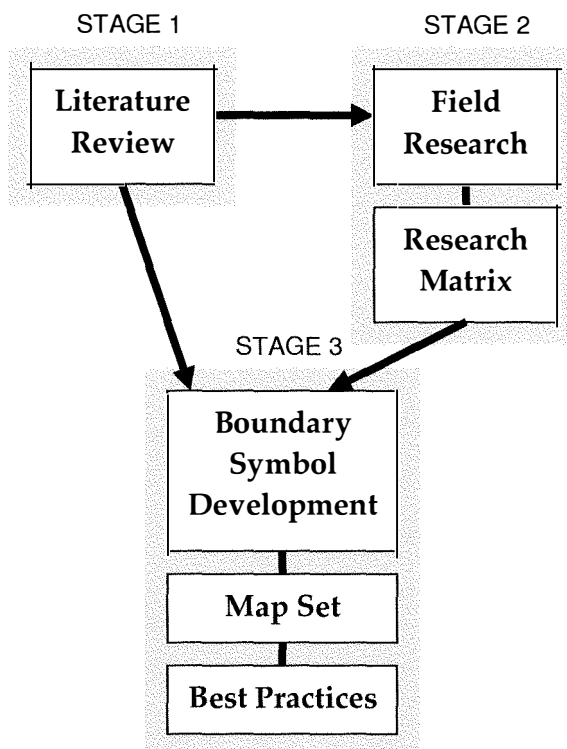 STAGE 1
Literature
Review
STAGE 2
Field
Research
Research
Matrix
STAGE 3
Boundary
Symbol
Development
Map Set
Best Practices